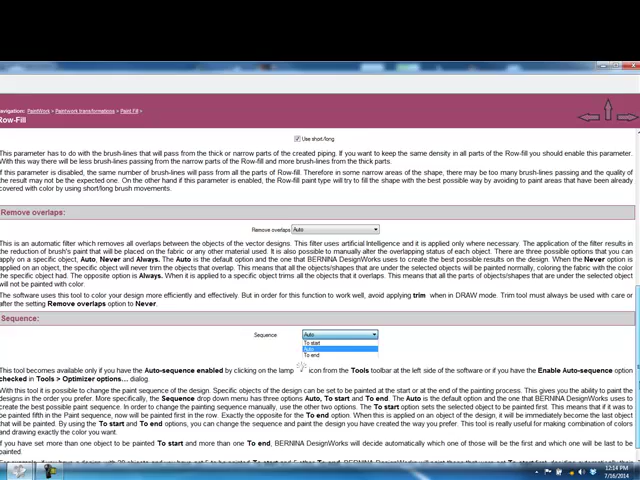 Navigation: PaintWork > Paintwork transformations > Paint Fill >
Row-Fill
Use short/long
This parameter has to do with the brush-lines that will pass from the thick or narrow parts of the created piping. If you want to keep the same density in all parts of the Row-fill you should enable this parameter.
With this way there will be less brush-lines passing from the narrow parts of the Row-fill and more brush-lines from the thick parts.
If this parameter is disabled, the same number of brush-lines will pass from all parts of Row-fill. Therefore in some narrow areas of the shape, there may be too many brush-lines passing and the quality of
the result may not be the expected one. On the other hand if this parameter is enabled, the Row-fill paint type will try to fill the shape with the best possible way by avoiding to paint areas that have been already
covered with color by using short/long brush movements.
Remove overlaps:
Remove overlaps Auto
This is an automatic filter which removes all overlaps between the objects of the vector designs. This filter uses artificial Intelligence and it is applied only where necessary. The application of the filter results in
the reduction of brush's paint that will be placed on the fabric or any other material used. It is also possible to manually alter the overlapping status of each object. There are three possible options that you can
apply on a specific object, Auto, Never and Always. The Auto is the default option and the one that BERNINA DesignWorks uses to create the best possible results on the design. When the Never option is
applied on an object, the specific object will never trim the objects that it overlaps. This means that all the objects/shapes that are under the selected objects will be painted normally, coloring the fabric with the color
the specific object had. The opposite option is Always. When it is applied to a specific object trims all the object that it overlaps. This means that all the parts of objects/shapes that are under the selected one will
not be painted with color.
The software uses this tool to color your design more efficiently and effectively. But in order for this function to work well, avoid applying trim when in DRAW mode. Trim tool must always be used with care or
after the setting Remove overlaps option to Never.
Sequence:
Sequence Auto
To start
Auto
To end
This tool becomes available only if you have the Auto-sequence enabled by clicking on the lamp icon from the Tools toolbar at the left side of the software or if you have the Enable Auto-sequence option
checked in Tools > Optimizer options... dialog.
With this tool it is possible to change the paint sequence of the design. Specific objects of the design can be set to be painted at the start or at the end of the painting process. This gives you the ability to paint the
designs in the order you prefer. More specifically, the Sequence drop down menu has three options Auto, To start and To end. The Auto is the default option and the one that BERNINA DesignWorks uses to
create the best possible paint sequence. In order to change the painting sequence manually, use the other two options. The To start option sets the selected object to be painted first. This means that if it was to
be painted fifth in the Paint sequence, now will be painted in the first row. Exactly the opposite for the To end option. When this is applied on an object of the design, it will immediately become the last object
that will be painted. By using the To start and To end options, you can change the sequence and paint the design you have created the way you prefer. This tool is really useful for making combination of colors
and drawing exactly the color you want.
If you have set more than one object to be painted To start and more than one To end, BERNINA DesignWorks will decide automatically which one of those will be the first and which one will be last to be
painted.
12:14 PM
7/16/2014